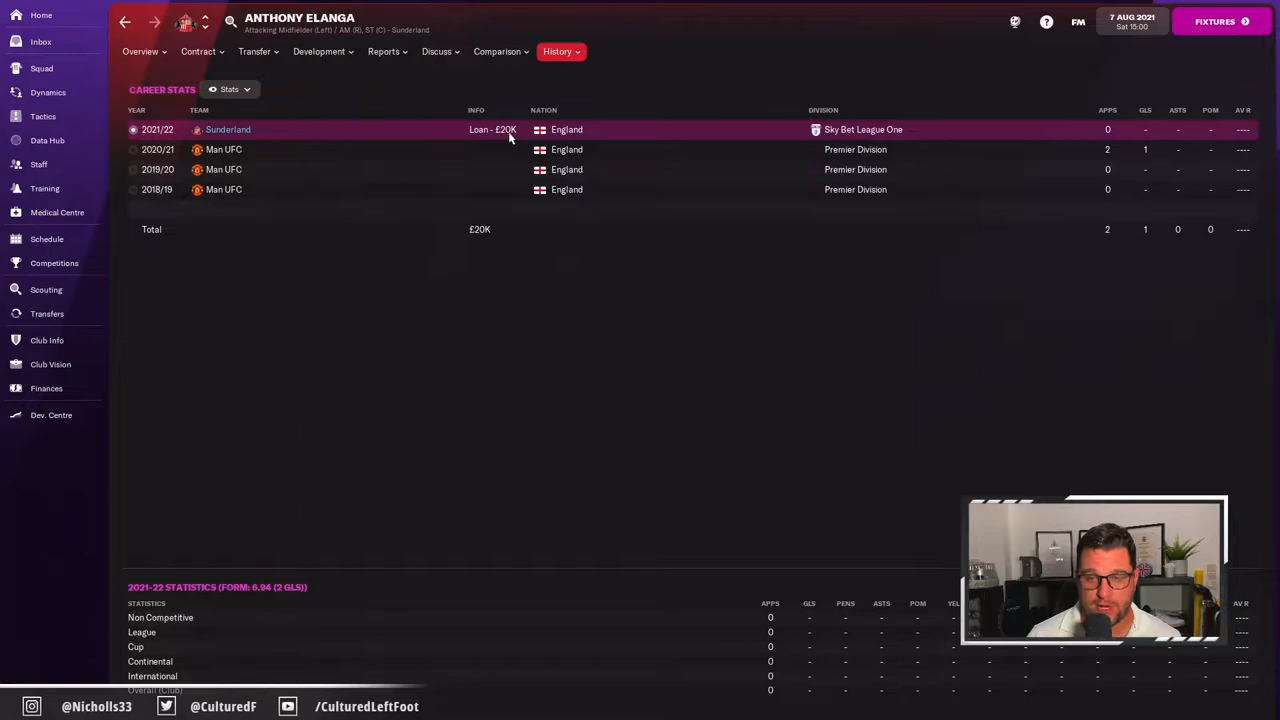 Home
Inbox
Squad
Dynamics
Tactics
Data Hub
Staff
Training
Medical Centre
Schedule
Competitions
Scouting
Transfers
Club Info
Club Vision
Finances
Dev. Centre
ANTHONY ELANGA
Attacking Midfielder (Left) / AM (R), ST (C) - Sunderland
FM
7 AUG 2021
Sat 15:00
FIXTURES
Overview Contract Transfer Development Reports Discuss Comparison History
CAREER STATS Stats
YEAR TEAM INFO NATION DIVISION APPS GLS ASTS POM AV R
2021/22 Sunderland Loan - £20K England Sky Bet League One 0 - - - ----
2020/21 Man UFC England Premier Division 2 1 - - ----
2019/20 Man UFC England Premier Division 0 - - - ----
2018/19 Man UFC England Premier Division 0 - - - ----
Total £20K 2 1 0 0 ----
2021-22 STATISTICS (FORM: 6.94 (2 GLS))
STATISTICS APPS GLS PENS ASTS POM YEL AV R
Non Competitive 0 - - - - ----
League 0 - - - - ----
Cup 0 - - - - ----
Continental 0 - - - - ----
International 0 - - - - - - - ----
Overall (Club) 0 - - - - - - - ----
@Nicholls33 @CulturedF /CulturedLeftFoot